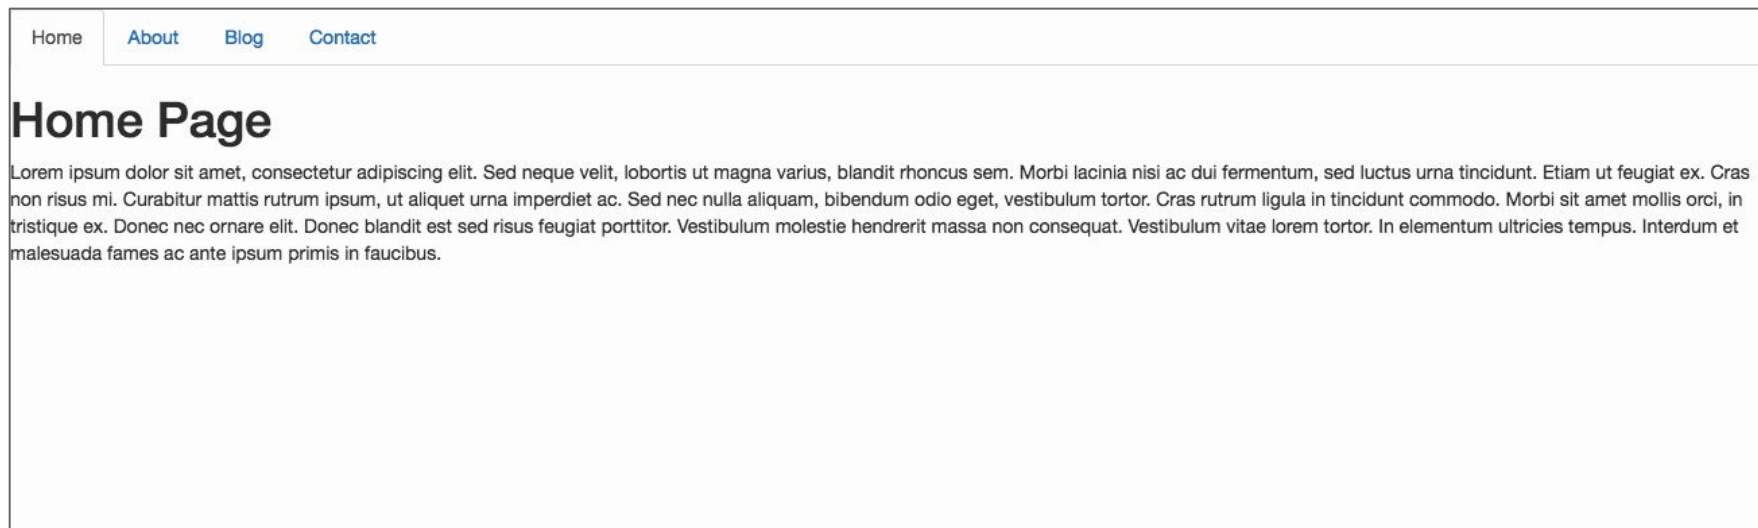 Home About Blog Contact
Home Page
Lorem ipsum dolor sit amet, consectetur adipiscing elit. Sed neque velit, lobortis ut magna varius, blandit rhoncus sem. Morbi lacinia nisi ac dui fermentum, sed luctus urna tincidunt. Etiam ut feugiat ex. Cras
non risus mi. Curabitur mattis rutrum ipsum, ut aliquet urna imperdiet ac. Sed nec nulla aliquam, bibendum odio eget, vestibulum tortor. Cras rutrum ligula in tincidunt commodo. Morbi sit amet mollis orci, in
tristique ex. Donec nec ornare elit. Donec blandit est sed risus feugiat porttitor. Vestibulum molestie hendrerit massa non consequat. Vestibulum vitae lorem tortor. In elementum ultricies tempus. Interdum et
malesuada fames ac ante ipsum primis in faucibus.